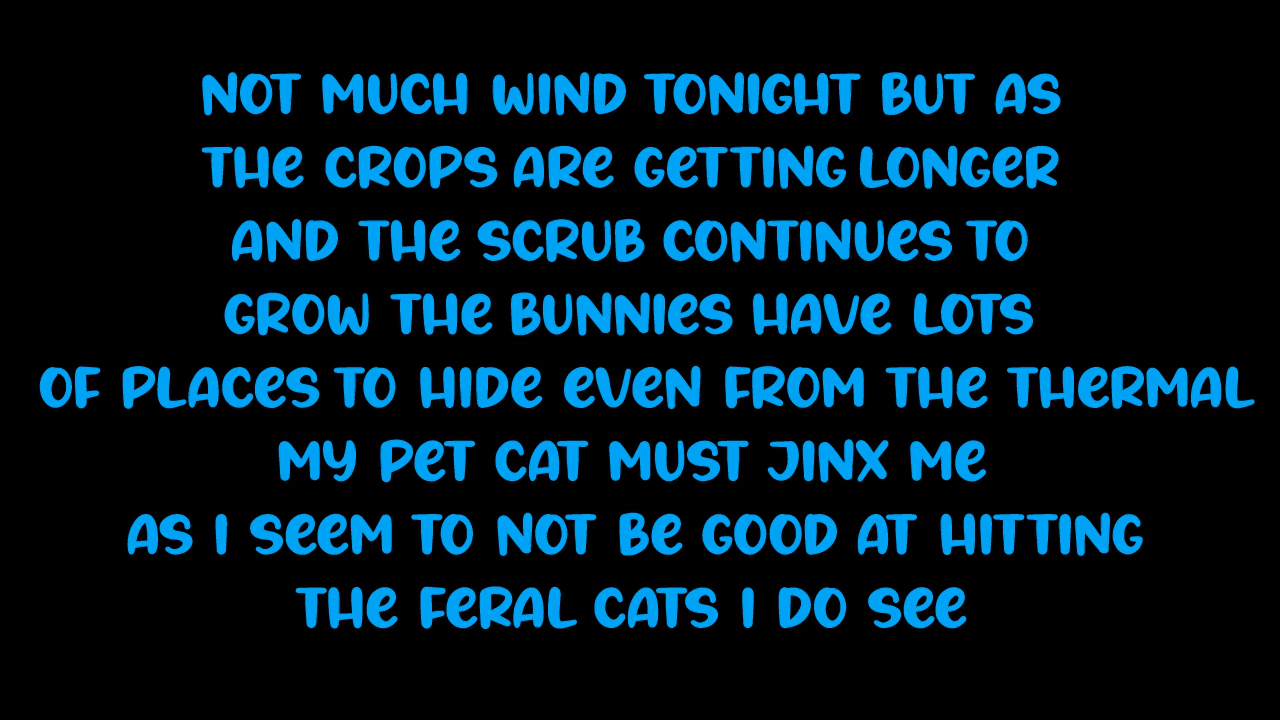 NOT MUCH WIND TONIGHT BUT AS
THE CROPS ARE GETTING LONGER
AND THE SCRUB CONTINUES TO
GROW THE BUNNIES HAVE LOTS
OF PLACES TO HIDE EVEN FROM THE THERMAL
MY PET CAT MUST JINX ME
AS I SEEM TO NOT BE GOOD AT HITTING
THE FERAL CATS I DO SEE